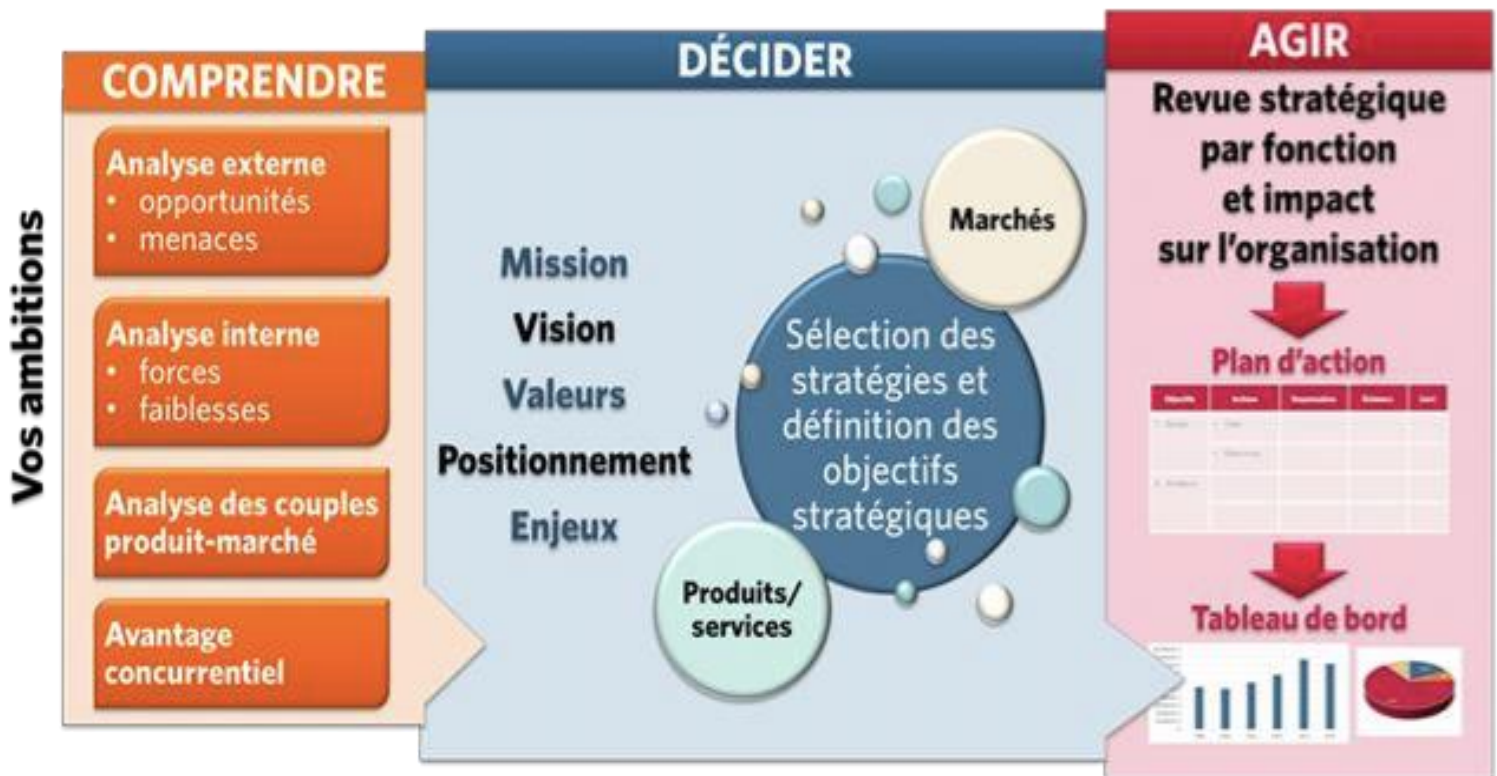 Vos ambitions
COMPRENDRE
Analyse externe
• opportunités
• menaces
Analyse interne
• forces
• faiblesses
Analyse des couples
produit-marché
Avantage
concurrentiel
DÉCIDER
Mission
Vision
Valeurs
Positionnement
Enjeux
Marchés
Sélection des
stratégies et
définition des
objectifs
stratégiques
Produits/
services
AGIR
Revue stratégique
par fonction
et impact
sur l'organisation
Plan d'action
Tableau de bord